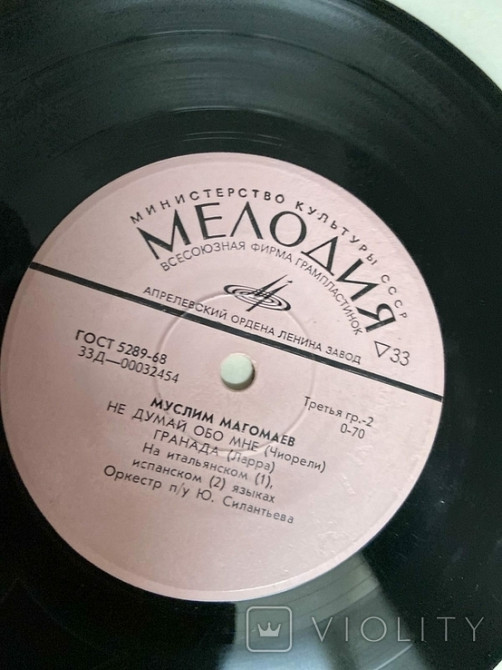 МИНИСТЕРСТВО КУЛЬТУРЫ СССР
МЕЛОДИЯ
ВСЕСОЮЗНАЯ ФИРМА ГРАМПЛАСТИНОК
АПРЕЛЕВСКИЙ ОРДЕНА ЛЕНИНА ЗАВОД
▽33
ГОСТ 5289-68
33Д—00032454
Третья гр.-2
0-70
МУСЛИМ МАГОМАЕВ
НЕ ДУМАЙ ОБО МНЕ (Чиорели)
ГРАНАДА (Ларра)
На итальянском (1),
испанском (2) языках
Оркестр п/у Ю. Силантьева
VIOLITY